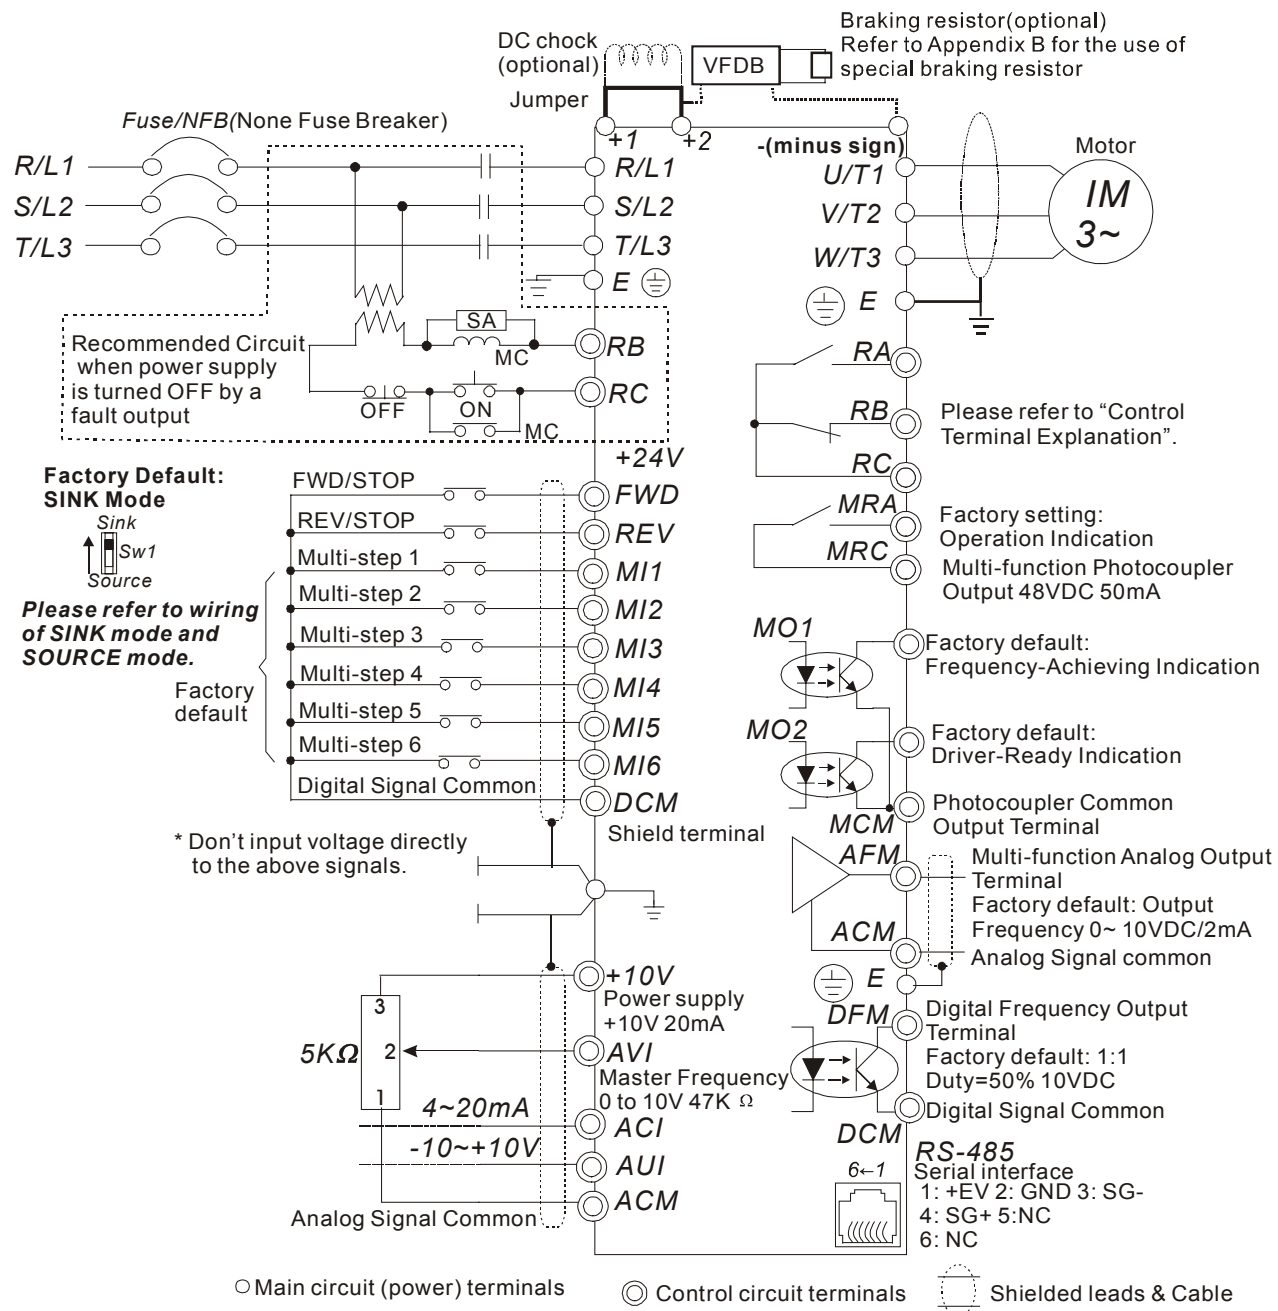 Braking resistor(optional)
Refer to Appendix B for the use of
special braking resistor
DC chock
(optional)
VFDB
Jumper
Fuse/NFB(None Fuse Breaker)
+1
+2
-(minus sign)
Motor
R/L1
R/L1
U/T1
IM
3~
S/L2
S/L2
V/T2
T/L3
T/L3
W/T3
E
E
SA
MC
RB
Recommended Circuit
when power supply
is turned OFF by a
fault output
OFF
ON
MC
RC
RA
RB
RC
Please refer to “Control
Terminal Explanation”.
+24V
Factory Default:
SINK Mode
Sink
Sw1
Source
Please refer to wiring
of SINK mode and
SOURCE mode.
Factory
default
FWD/STOP
FWD
REV/STOP
REV
Multi-step 1
MI1
Multi-step 2
MI2
Multi-step 3
MI3
Multi-step 4
MI4
Multi-step 5
MI5
Multi-step 6
MI6
Digital Signal Common
DCM
Shield terminal
* Don’t input voltage directly
to the above signals.
MRA
MRC
Factory setting:
Operation Indication
Multi-function Photocoupler
Output 48VDC 50mA
MO1
Factory default:
Frequency-Achieving Indication
MO2
Factory default:
Driver-Ready Indication
MCM
Photocoupler Common
Output Terminal
AFM
Multi-function Analog Output
Terminal
Factory default: Output
Frequency 0~ 10VDC/2mA
ACM
Analog Signal common
E
+10V
Power supply
+10V 20mA
3
5KΩ
2
1
AVI
Master Frequency
0 to 10V 47K Ω
4~20mA
ACI
-10~+10V
AUI
ACM
Analog Signal Common
DFM
Digital Frequency Output
Terminal
Factory default: 1:1
Duty=50% 10VDC
Digital Signal Common
DCM
RS-485
Serial interface
6←1
1: +EV 2: GND 3: SG-
4: SG+ 5:NC
6: NC
Main circuit (power) terminals
Control circuit terminals
Shielded leads & Cable